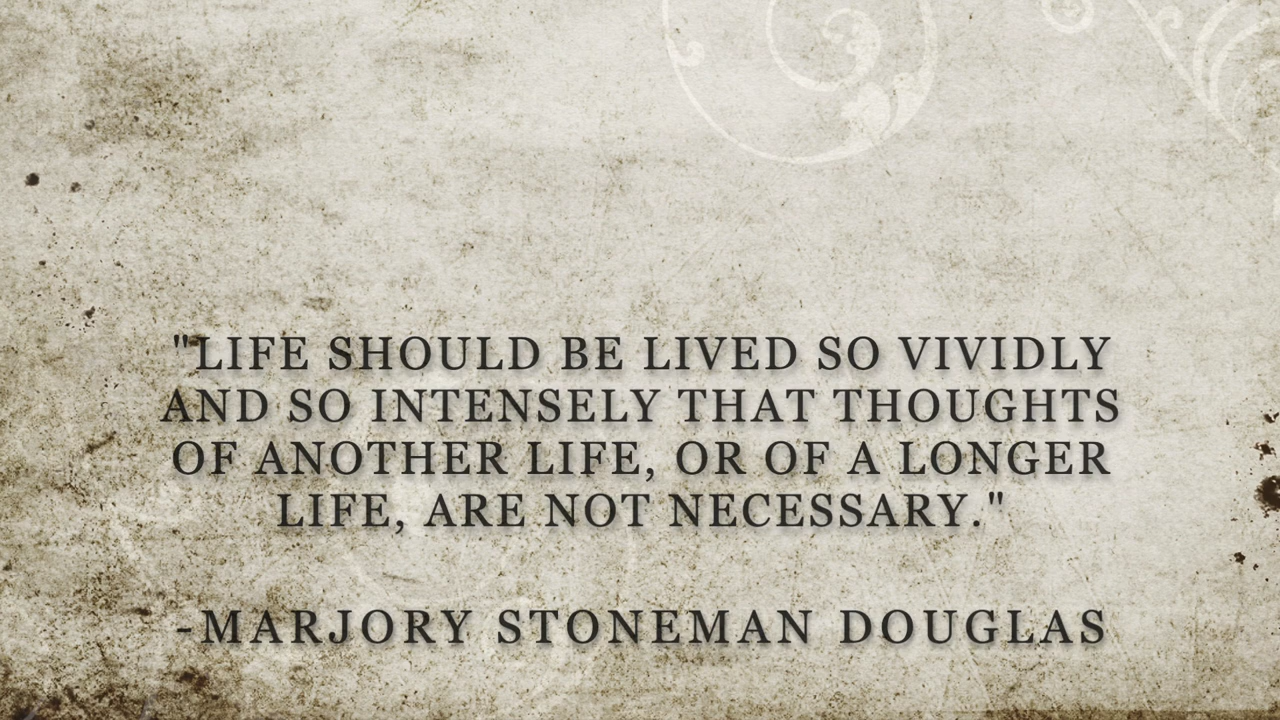 "LIFE SHOULD BE LIVED SO VIVIDLY
AND SO INTENSELY THAT THOUGHTS
OF ANOTHER LIFE, OR OF A LONGER
LIFE, ARE NOT NECESSARY."
-MARJORY STONEMAN DOUGLAS